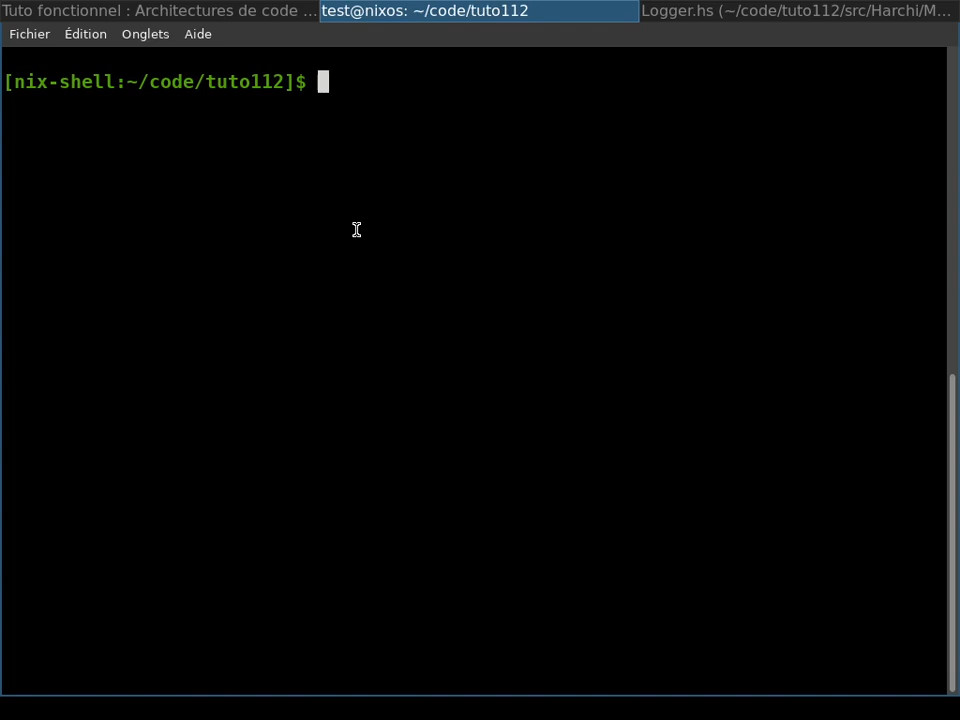 Tuto fonctionnel : Architectures de code ... test@nixos: ~/code/tuto112 Logger.hs (~/code/tuto112/src/Harchi/M...
Fichier Édition Onglets Aide
[nix-shell:~/code/tuto112]$